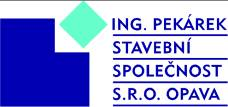 ING. PEKÁREK
STAVEBNÍ
SPOLEČNOST
S.R.O. OPAVA